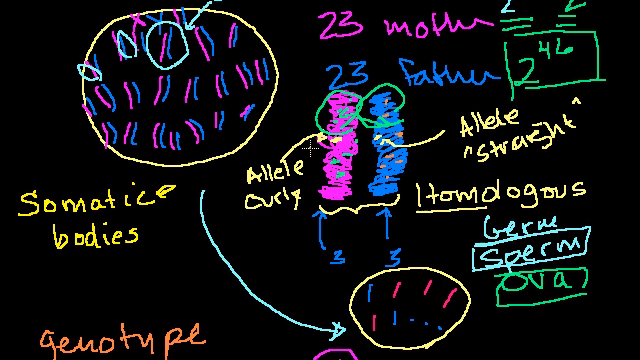 2 2
23 mother
23 father
2^46
Allele
"straight"
Allele
curly
Homologous
Somatic
bodies
3 3
Germ
Sperm
Ova
genotype